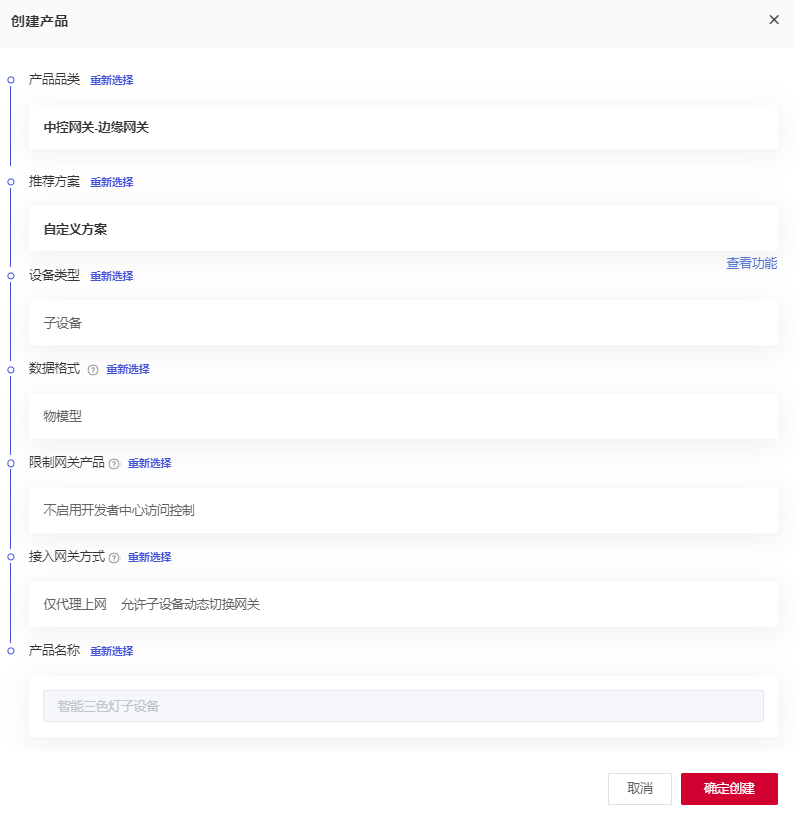 创建产品
产品品类 重新选择
中控网关-边缘网关
推荐方案 重新选择
自定义方案
查看功能
设备类型 重新选择
子设备
数据格式 ? 重新选择
物模型
限制网关产品 ? 重新选择
不启用开发者中心访问控制
接入网关方式 ? 重新选择
仅代理上网 允许子设备动态切换网关
产品名称 重新选择
智能三色灯子设备
取消 确定创建